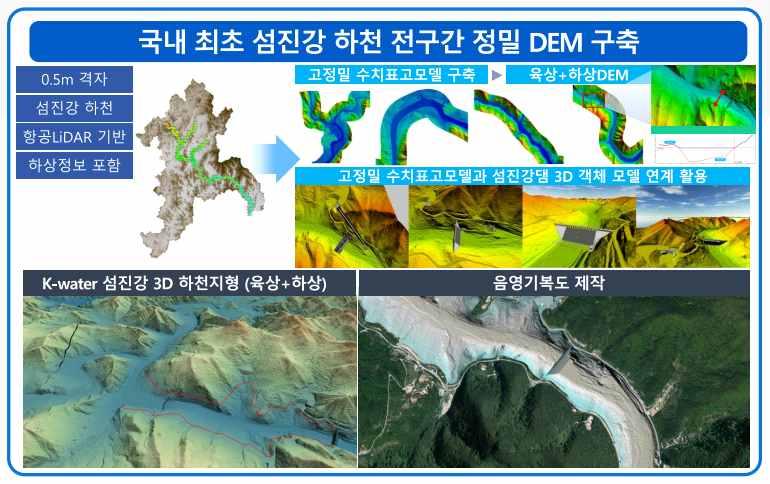 국내 최초 섬진강 하천 전구간 정밀 DEM 구축
0.5m 격자
섬진강 하천
항공LiDAR 기반
하상정보 포함
고정밀 수치표고모델 구축
육상+하상DEM
고정밀 수치표고모델과 섬진강댐 3D 객체 모델 연계 활용
K-water 섬진강 3D 하천지형 (육상+하상)
음영기복도 제작